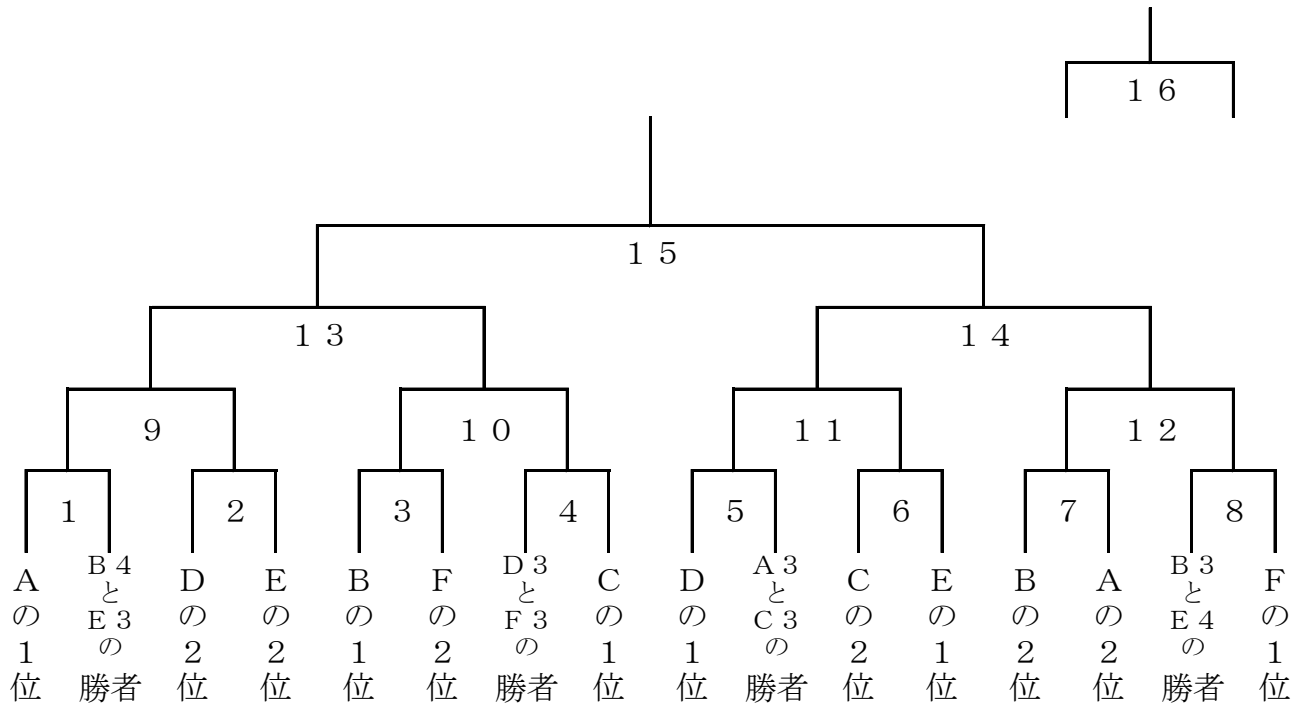 １６
１５
１３
１４
９
１０
１１
１２
１
２
３
４
５
６
７
８
Aの１位
B４とE３の勝者
Dの２位
Eの２位
Bの１位
Fの２位
D３とF３の勝者
Cの１位
Dの１位
A３とC３の勝者
Cの２位
Eの１位
Bの２位
Aの２位
B３とE４の勝者
Fの１位